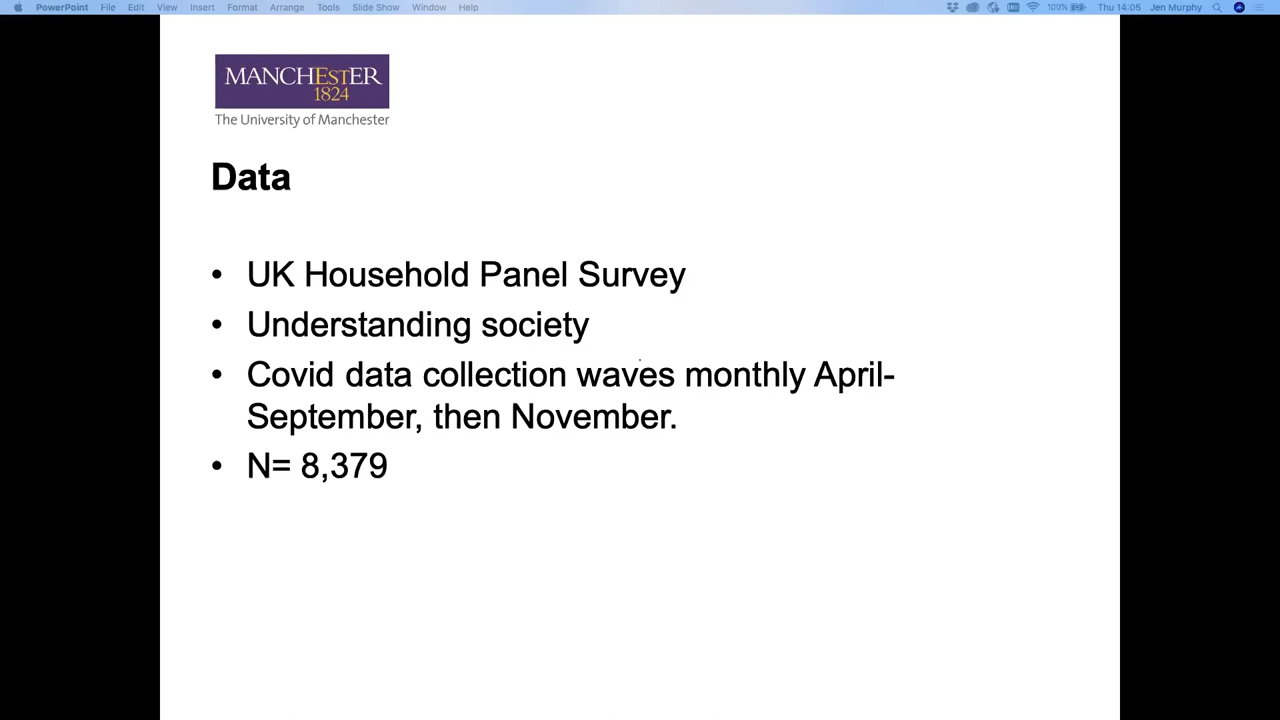 PowerPoint File Edit View Insert Format Arrange Tools Slide Show Window Help 100% Thu 14:05 Jen Murphy
MANCHESTER
1824
The University of Manchester
Data
• UK Household Panel Survey
• Understanding society
• Covid data collection waves monthly April-
September, then November.
• N= 8,379